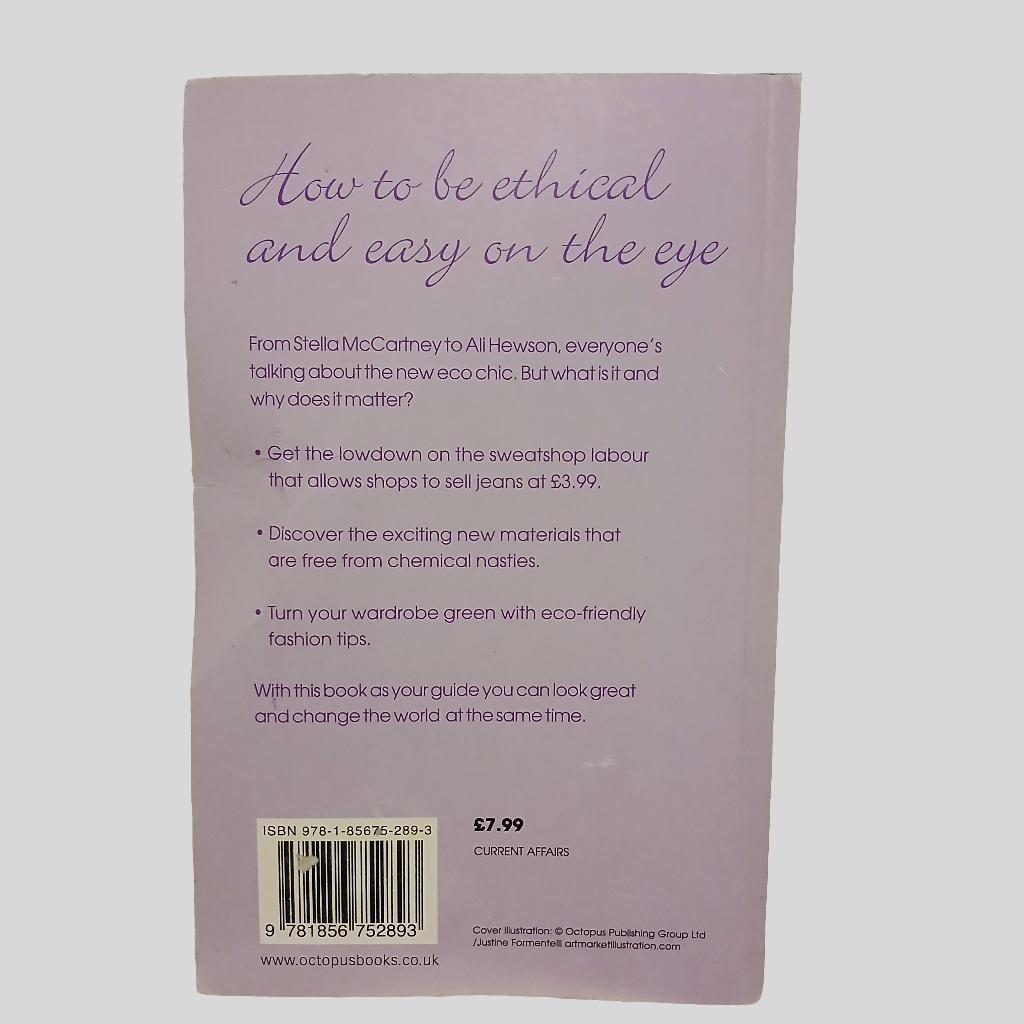 How to be ethical
and easy on the eye
From Stella McCartney to Ali Hewson, everyone's
talking about the new eco chic. But what is it and
why does it matter?
• Get the lowdown on the sweatshop labour
that allows shops to sell jeans at £3.99.
• Discover the exciting new materials that
are free from chemical nasties.
• Turn your wardrobe green with eco-friendly
fashion tips.
With this book as your guide you can look great
and change the world at the same time.
ISBN 978-1-85675-289-3
9 781856 752893
www.octopusbooks.co.uk
£7.99
CURRENT AFFAIRS
Cover illustration: © Octopus Publishing Group Ltd
/Justine Formentelli artmarketillustration.com